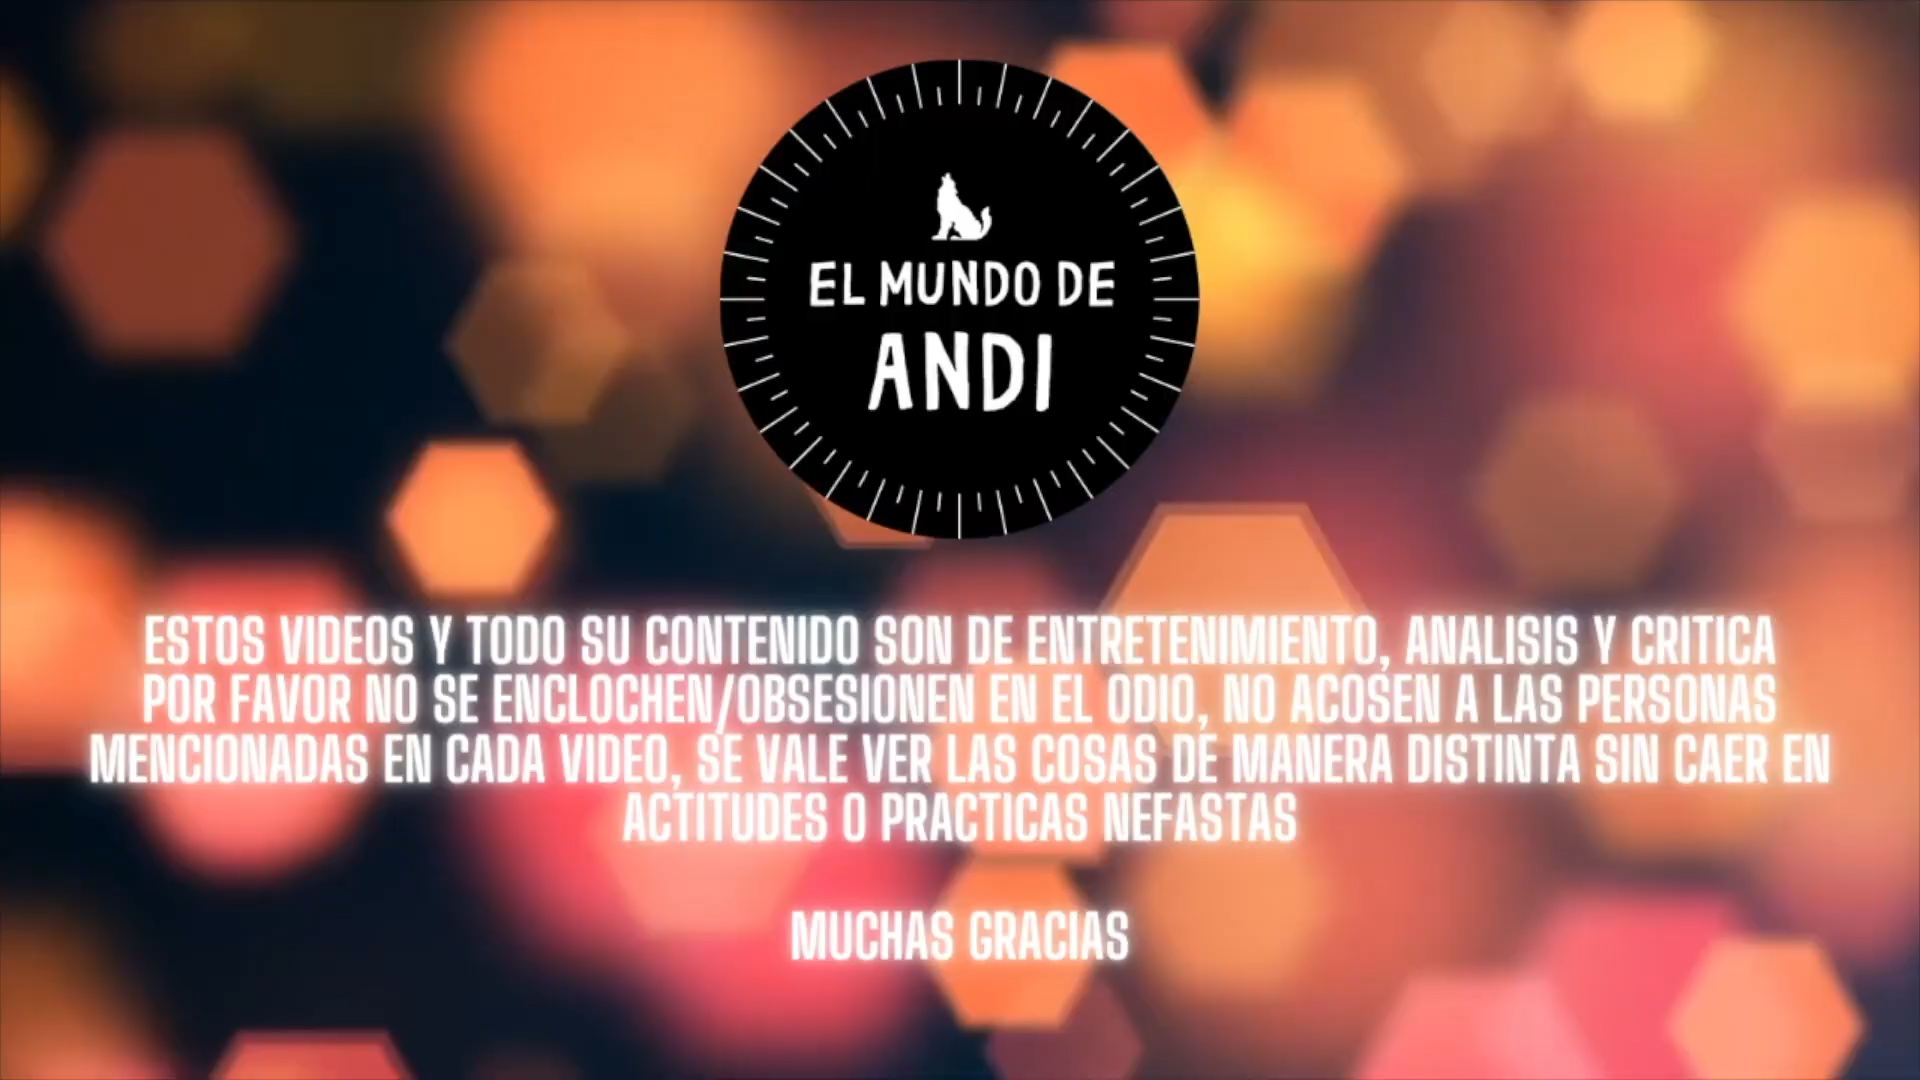 EL MUNDO DE
ANDI
ESTOS VIDEOS Y TODO SU CONTENIDO SON DE ENTRETENIMIENTO, ANALISIS Y CRITICA
POR FAVOR NO SE ENCLOCHEN/OBSESIONEN EN EL ODIO, NO ACOSEN A LAS PERSONAS
MENCIONADAS EN CADA VIDEO, SE VALE VER LAS COSAS DE MANERA DISTINTA SIN CAER EN
ACTITUDES O PRACTICAS NEFASTAS
MUCHAS GRACIAS